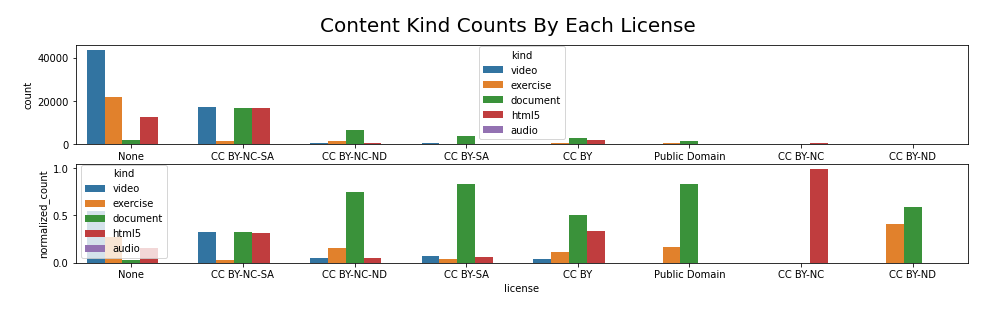 Content Kind Counts By Each License
kind
video
exercise
document
html5
audio
count
40000
20000
0
None CC BY-NC-SA CC BY-NC-ND CC BY-SA CC BY Public Domain CC BY-NC CC BY-ND
kind
video
exercise
document
html5
audio
normalized_count
1.0
0.5
0.0
None CC BY-NC-SA CC BY-NC-ND CC BY-SA CC BY Public Domain CC BY-NC CC BY-ND
license